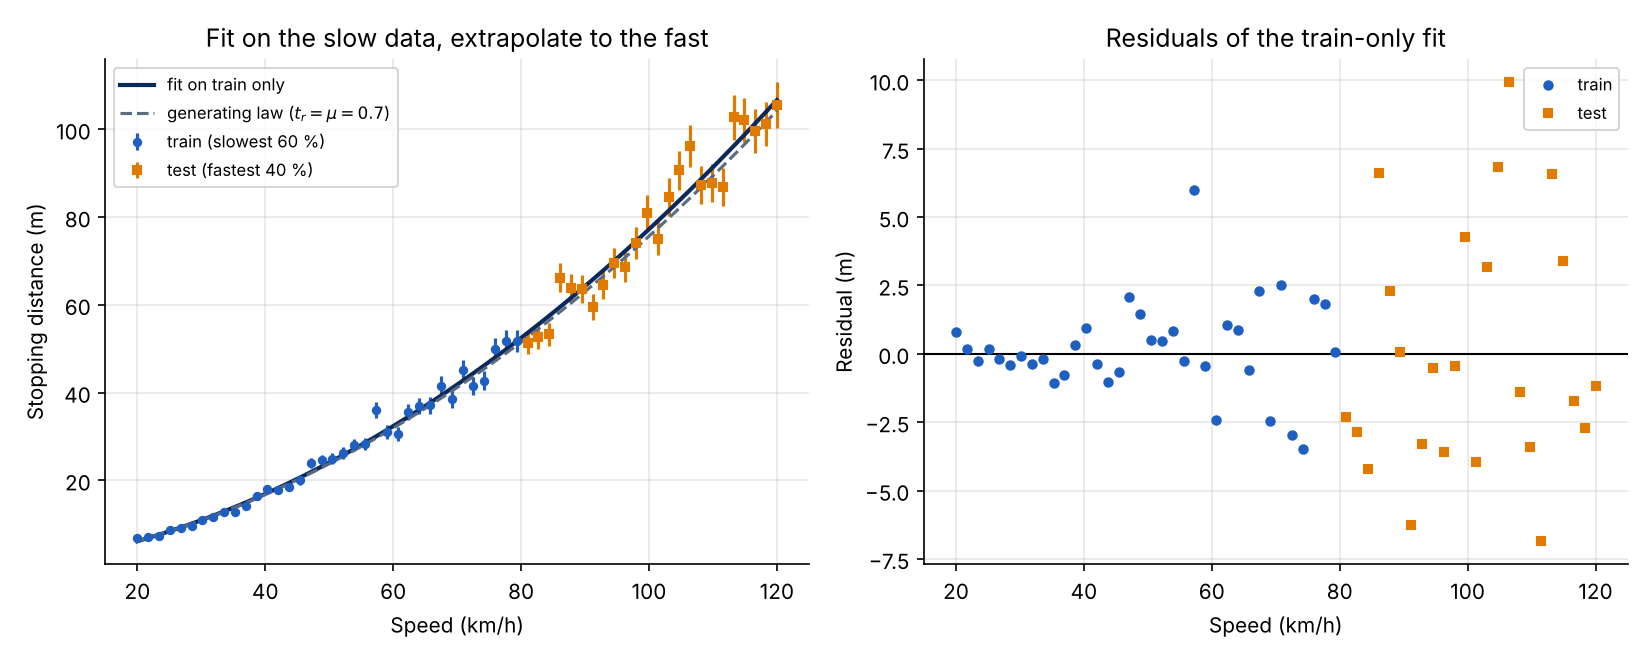 Fit on the slow data, extrapolate to the fast
fit on train only
generating law (t_r = μ = 0.7)
train (slowest 60 %)
test (fastest 40 %)
Stopping distance (m)
100
80
60
40
20
20 40 60 80 100 120
Speed (km/h)
Residuals of the train-only fit
train
test
Residual (m)
10.0
7.5
5.0
2.5
0.0
−2.5
−5.0
−7.5
20 40 60 80 100 120
Speed (km/h)